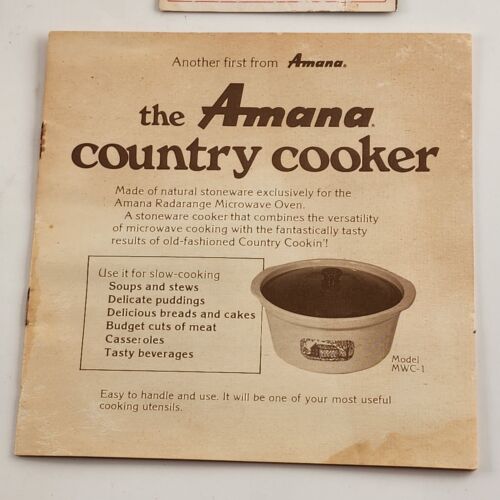 Another first from Amana®
the Amana®
country cooker
Made of natural stoneware exclusively for the
Amana Radarange Microwave Oven.
A stoneware cooker that combines the versatility
of microwave cooking with the fantastically tasty
results of old-fashioned Country Cookin'!
Use it for slow-cooking
Soups and stews
Delicate puddings
Delicious breads and cakes
Budget cuts of meat
Casseroles
Tasty beverages
Model
MWC-1
Easy to handle and use. It will be one of your most useful
cooking utensils.